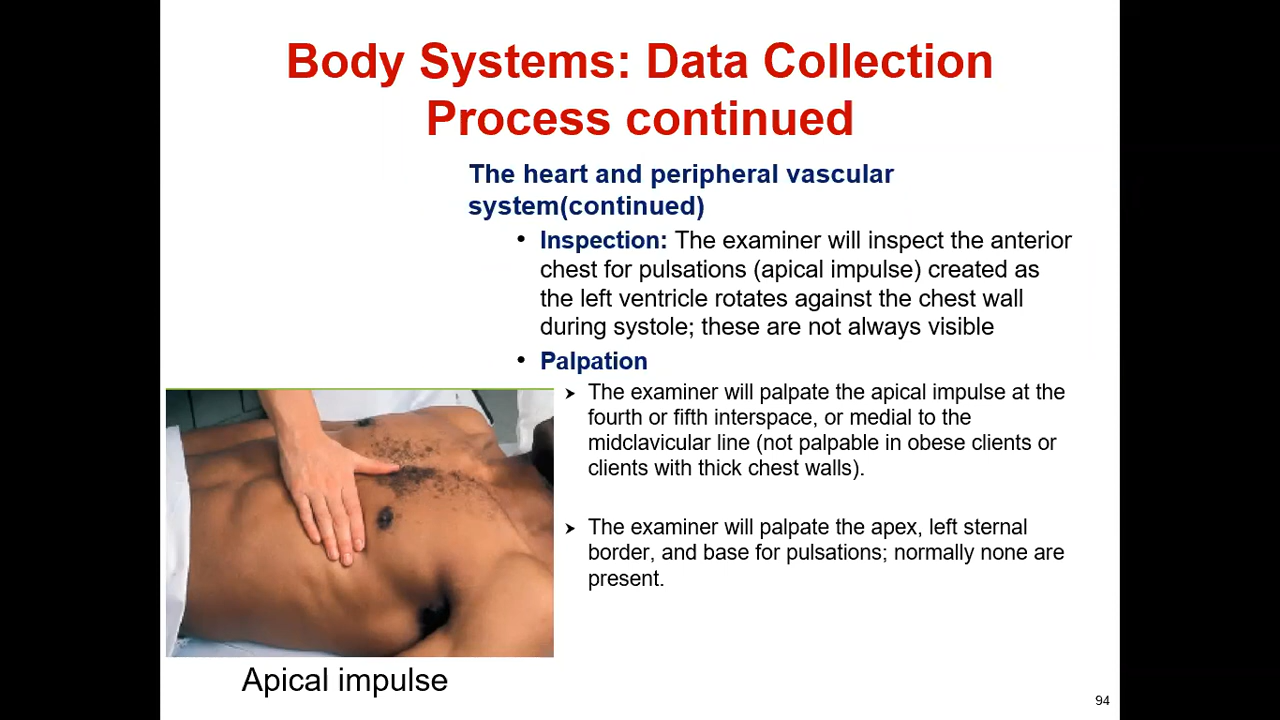 Body Systems: Data Collection
Process continued
The heart and peripheral vascular
system(continued)
• Inspection: The examiner will inspect the anterior
chest for pulsations (apical impulse) created as
the left ventricle rotates against the chest wall
during systole; these are not always visible
• Palpation
➤ The examiner will palpate the apical impulse at the
fourth or fifth interspace, or medial to the
midclavicular line (not palpable in obese clients or
clients with thick chest walls).
➤ The examiner will palpate the apex, left sternal
border, and base for pulsations; normally none are
present.
Apical impulse
94